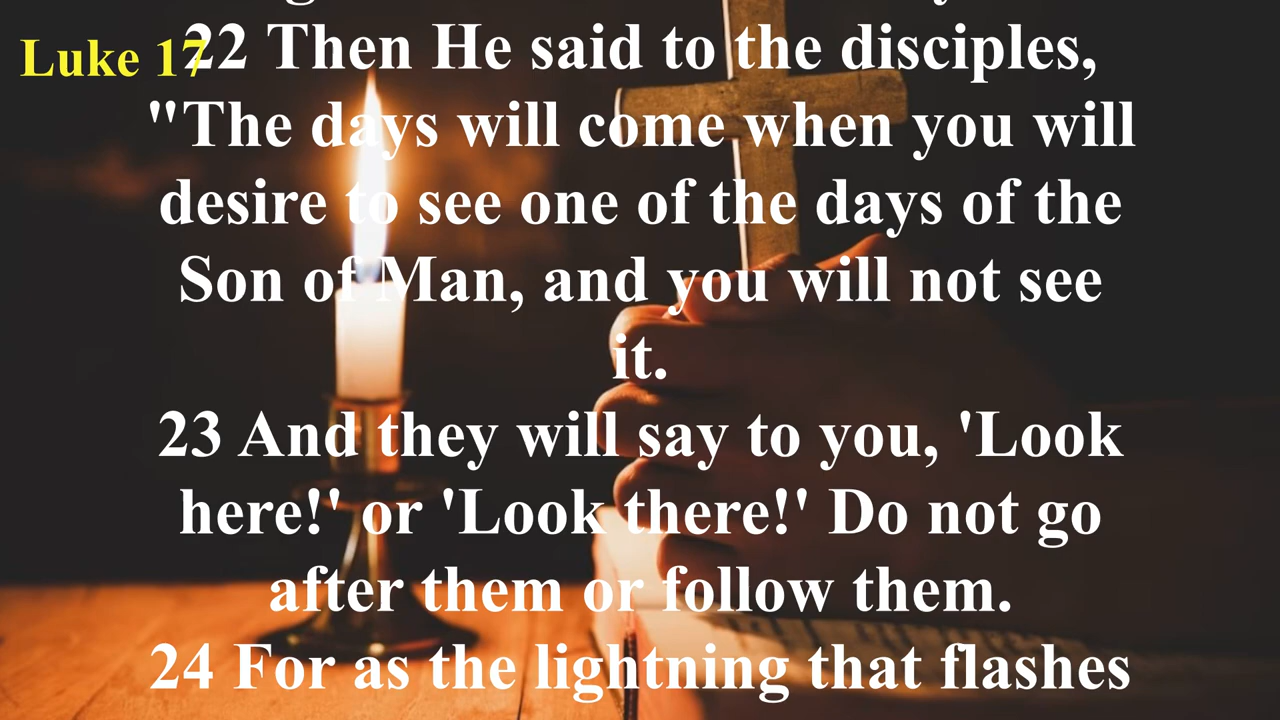 Luke 17
22 Then He said to the disciples,
"The days will come when you will
desire to see one of the days of the
Son of Man, and you will not see
it.
23 And they will say to you, 'Look
here!' or 'Look there!' Do not go
after them or follow them.
24 For as the lightning that flashes